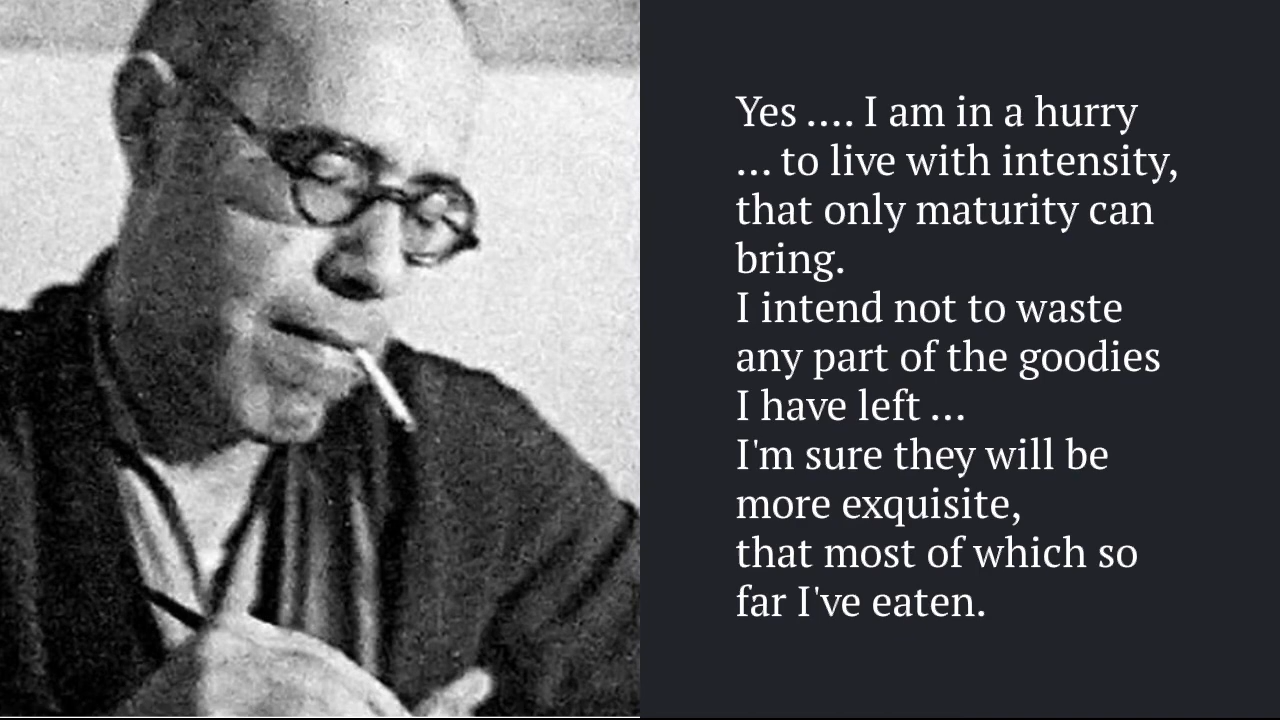 Yes .... I am in a hurry
... to live with intensity,
that only maturity can
bring.
I intend not to waste
any part of the goodies
I have left ...
I'm sure they will be
more exquisite,
that most of which so
far I've eaten.